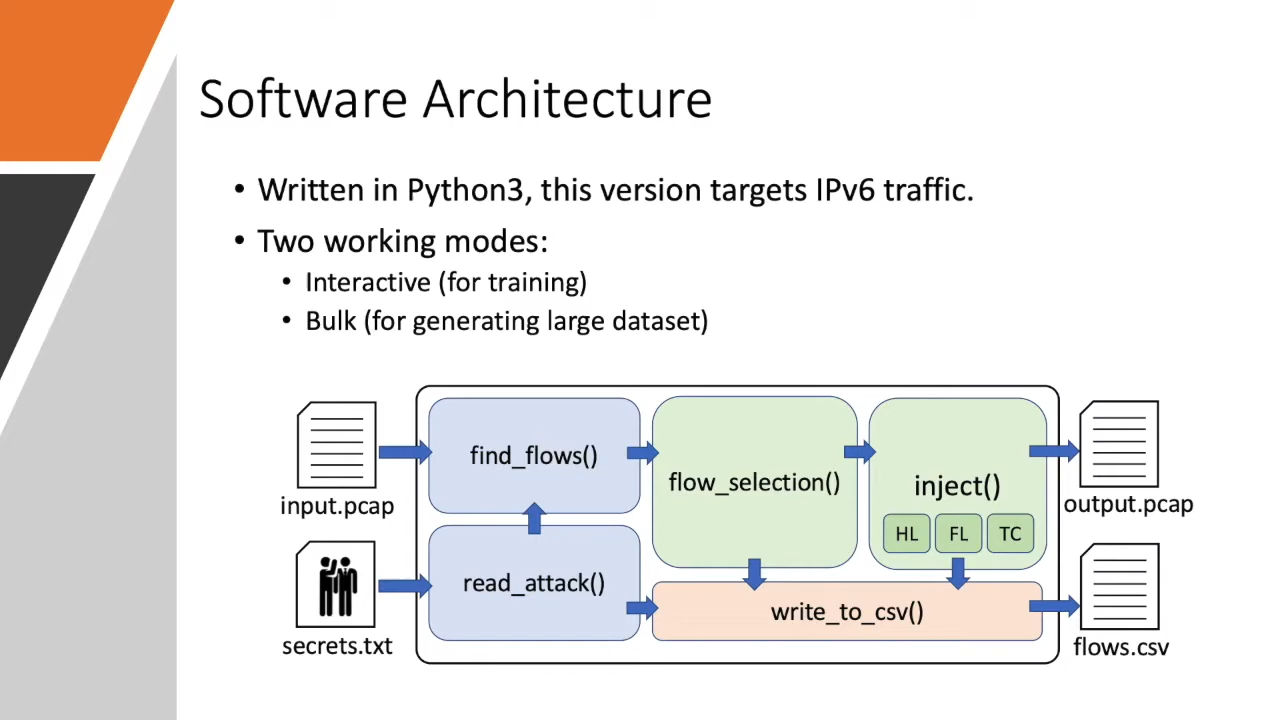 Software Architecture
• Written in Python3, this version targets IPv6 traffic.
• Two working modes:
• Interactive (for training)
• Bulk (for generating large dataset)
input.pcap
secrets.txt
find_flows()
read_attack()
flow_selection()
inject()
HL
FL
TC
write_to_csv()
output.pcap
flows.csv